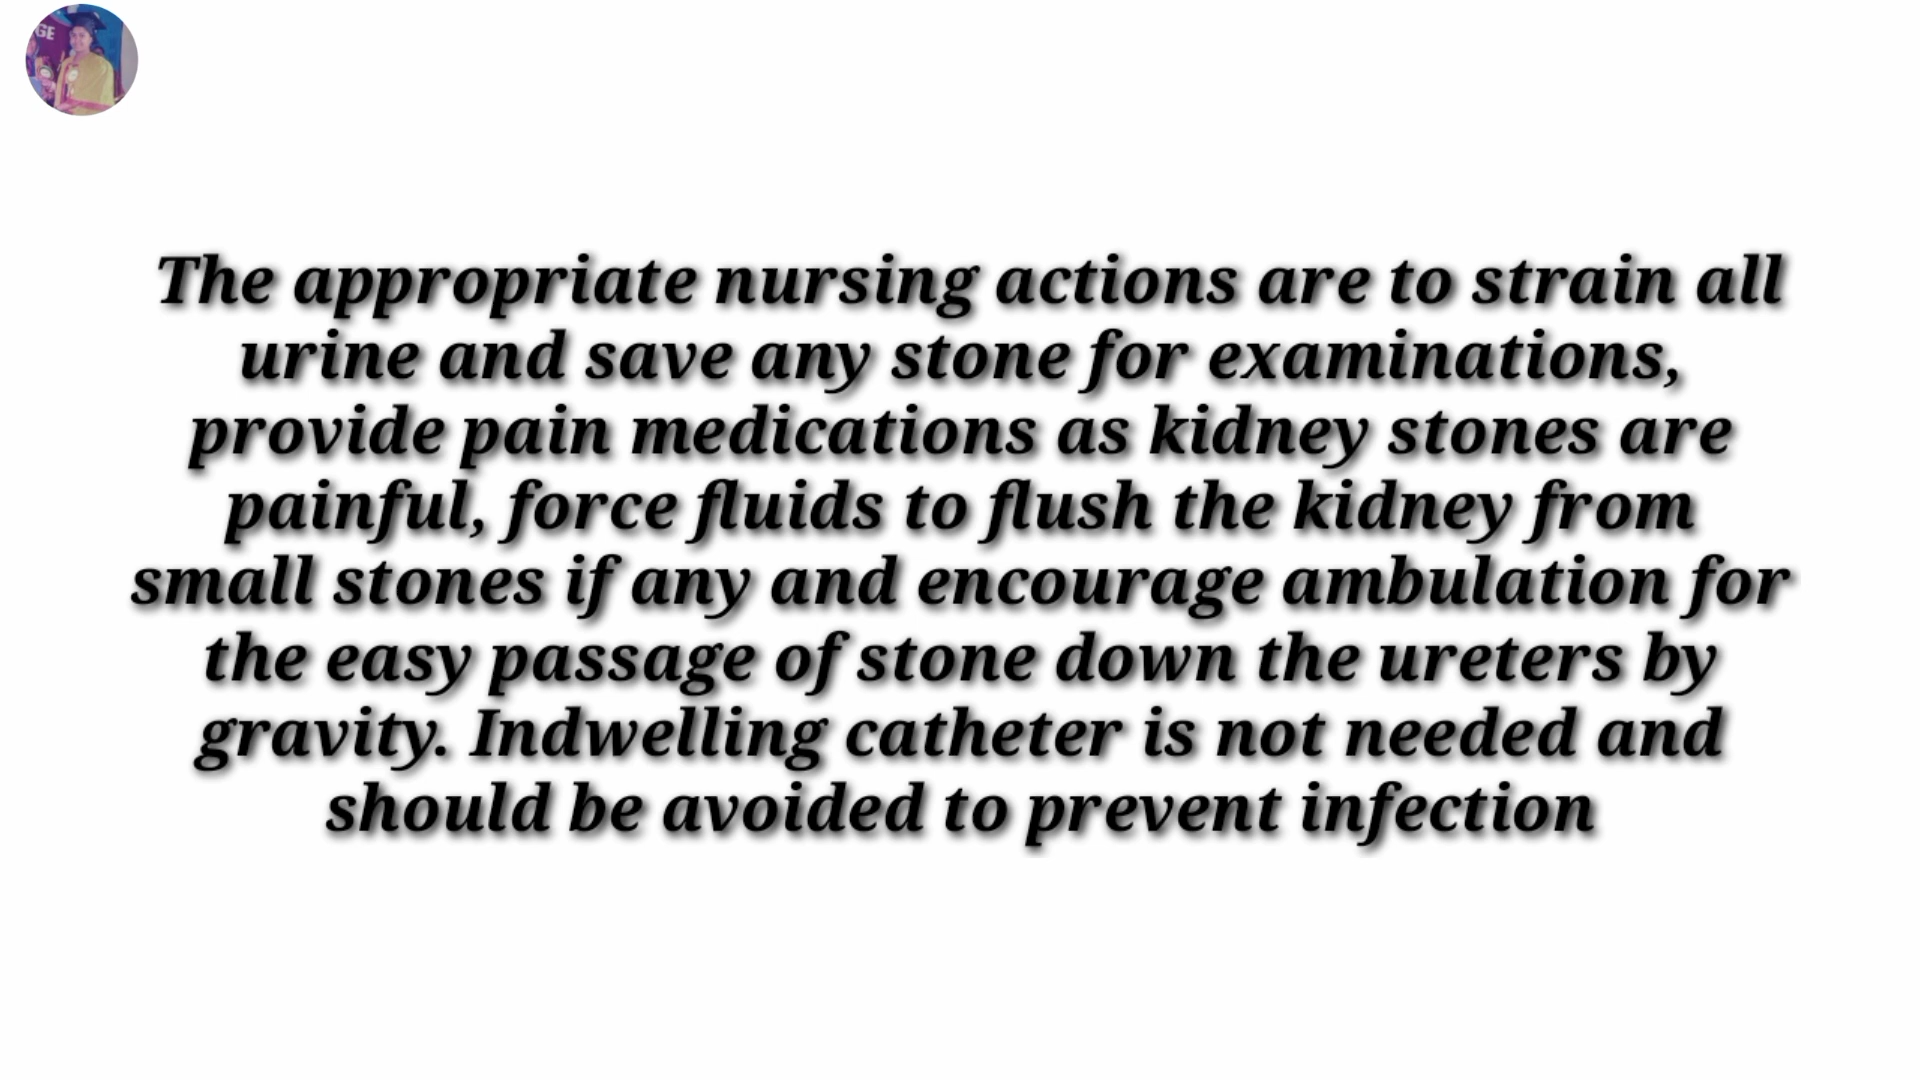 GE
The appropriate nursing actions are to strain all
urine and save any stone for examinations,
provide pain medications as kidney stones are
painful, force fluids to flush the kidney from
small stones if any and encourage ambulation for
the easy passage of stone down the ureters by
gravity. Indwelling catheter is not needed and
should be avoided to prevent infection